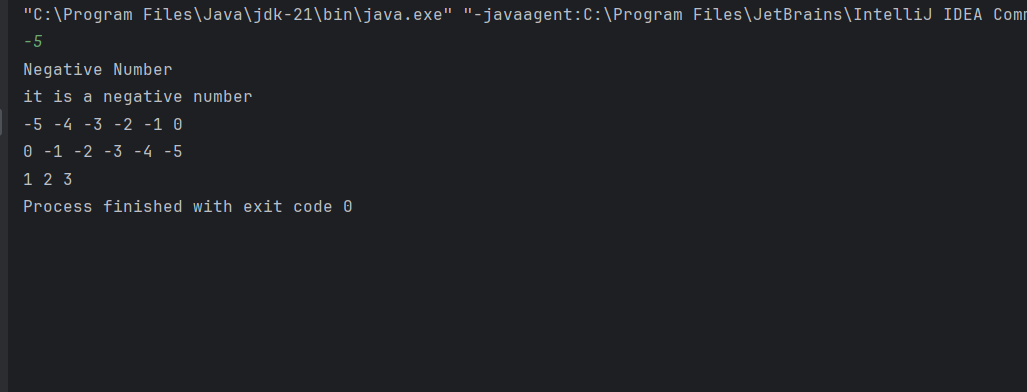 "C:\Program Files\Java\jdk-21\bin\java.exe" "-javaagent:C:\Program Files\JetBrains\IntelliJ IDEA Com
-5
Negative Number
it is a negative number
-5 -4 -3 -2 -1 0
0 -1 -2 -3 -4 -5
1 2 3
Process finished with exit code 0